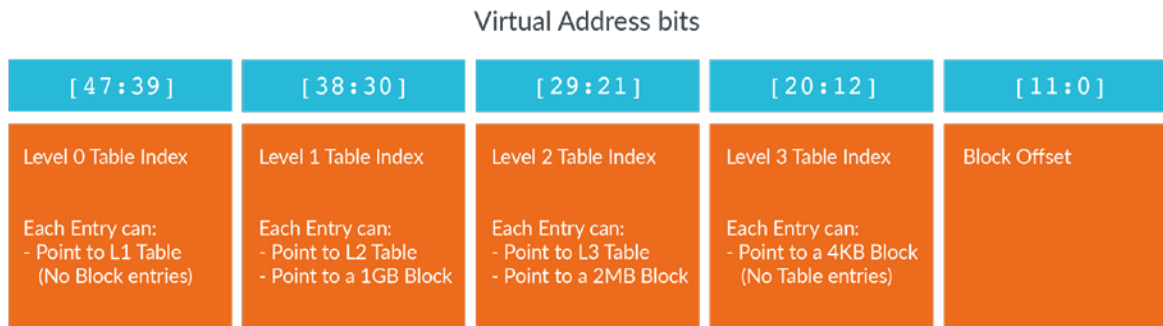 Virtual Address bits
[47:39]
[38:30]
[29:21]
[20:12]
[11:0]
Level 0 Table Index
Each Entry can:
- Point to L1 Table
(No Block entries)
Level 1 Table Index
Each Entry can:
- Point to L2 Table
- Point to a 1GB Block
Level 2 Table Index
Each Entry can:
- Point to L3 Table
- Point to a 2MB Block
Level 3 Table Index
Each Entry can:
- Point to a 4KB Block
(No Table entries)
Block Offset